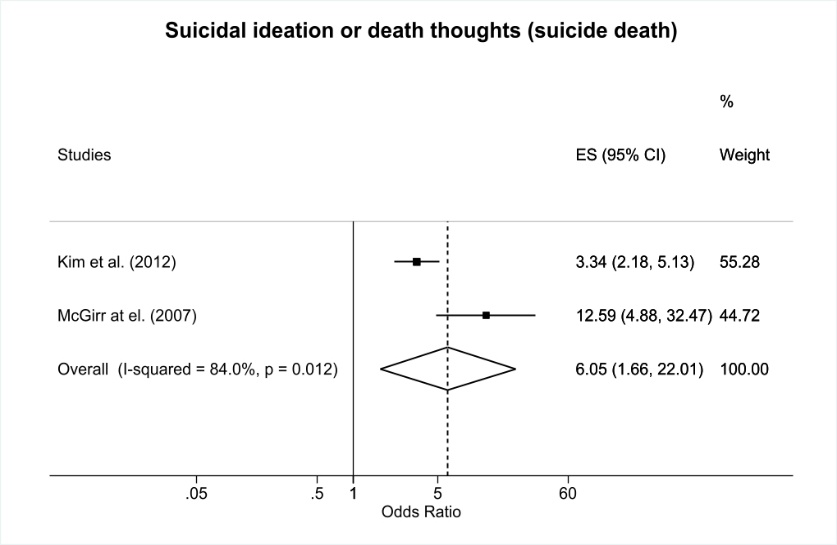 Suicidal ideation or death thoughts (suicide death)
%
Studies ES (95% CI) Weight
Kim et al. (2012) 3.34 (2.18, 5.13) 55.28
McGirr at el. (2007) 12.59 (4.88, 32.47) 44.72
Overall (I-squared = 84.0%, p = 0.012) 6.05 (1.66, 22.01) 100.00
.05 .5 1 5 60
Odds Ratio